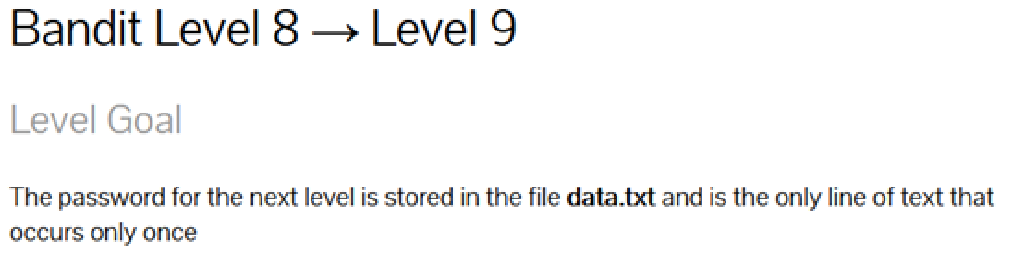 Bandit Level 8 → Level 9
Level Goal
The password for the next level is stored in the file data.txt and is the only line of text that
occurs only once